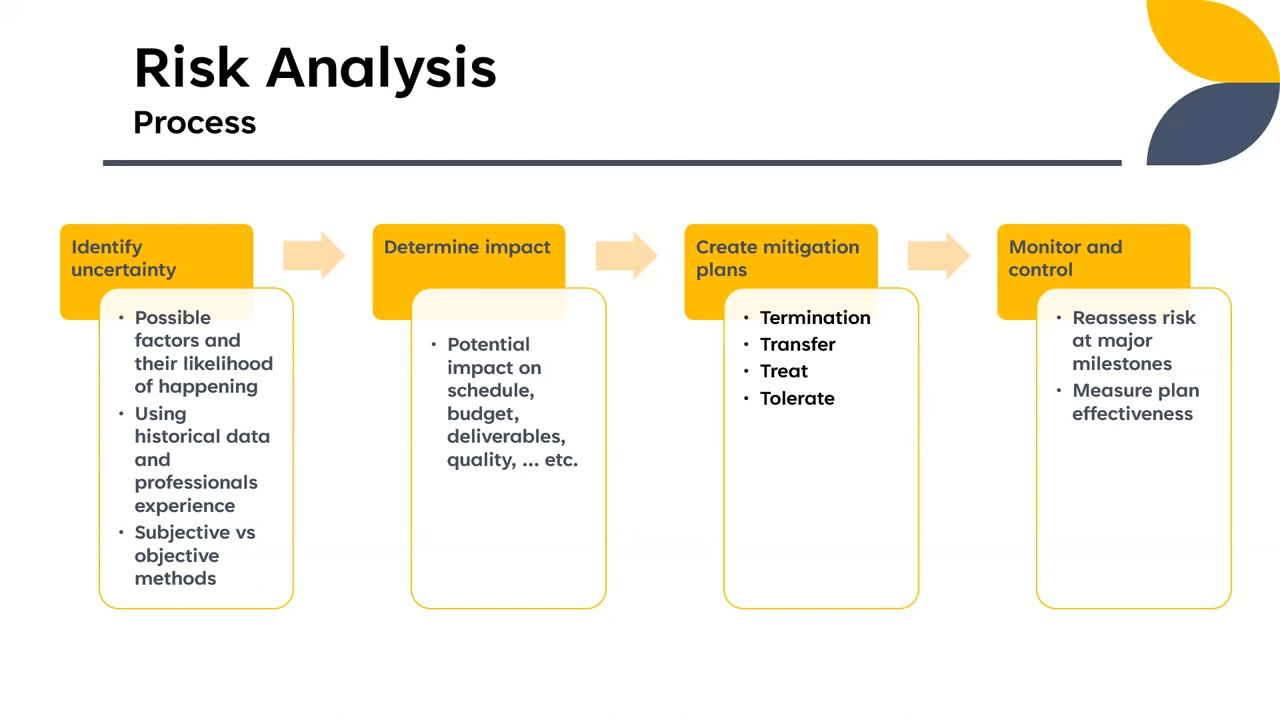 Risk Analysis
Process
Identify
uncertainty
• Possible
factors and
their likelihood
of happening
• Using
historical data
and
professionals
experience
• Subjective vs
objective
methods
Determine impact
• Potential
impact on
schedule,
budget,
deliverables,
quality, ... etc.
Create mitigation
plans
• Termination
• Transfer
• Treat
• Tolerate
Monitor and
control
• Reassess risk
at major
milestones
• Measure plan
effectiveness